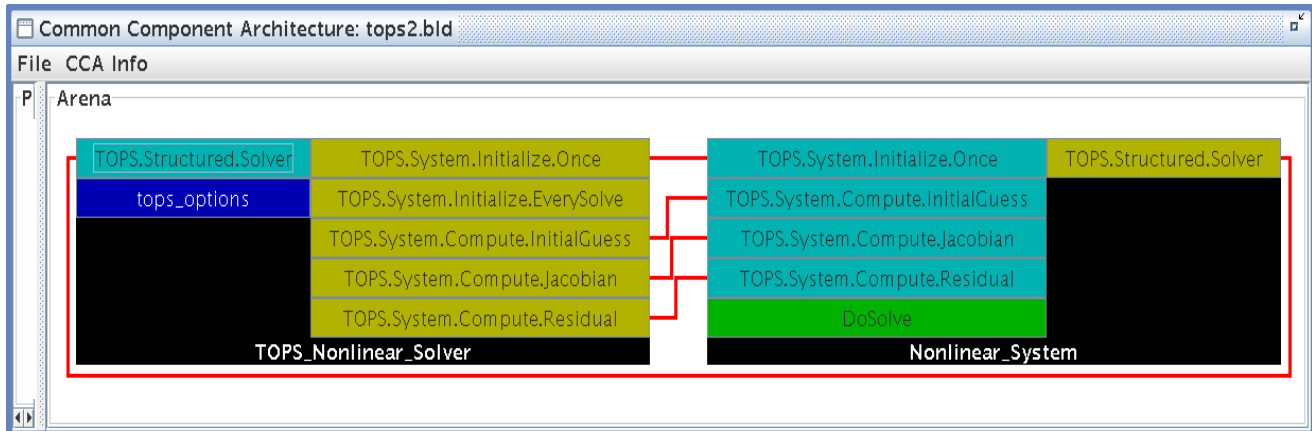 Common Component Architecture: tops2.bld
File CCA Info
P Arena
TOPS.Structured.Solver TOPS.System.Initialize.Once TOPS.System.Initialize.Once TOPS.Structured.Solver
tops_options TOPS.System.Initialize.EverySolve TOPS.System.Compute.InitialGuess
TOPS.System.Compute.InitialGuess TOPS.System.Compute.Jacobian
TOPS.System.Compute.Jacobian TOPS.System.Compute.Residual
TOPS.System.Compute.Residual DoSolve
TOPS_Nonlinear_Solver Nonlinear_System